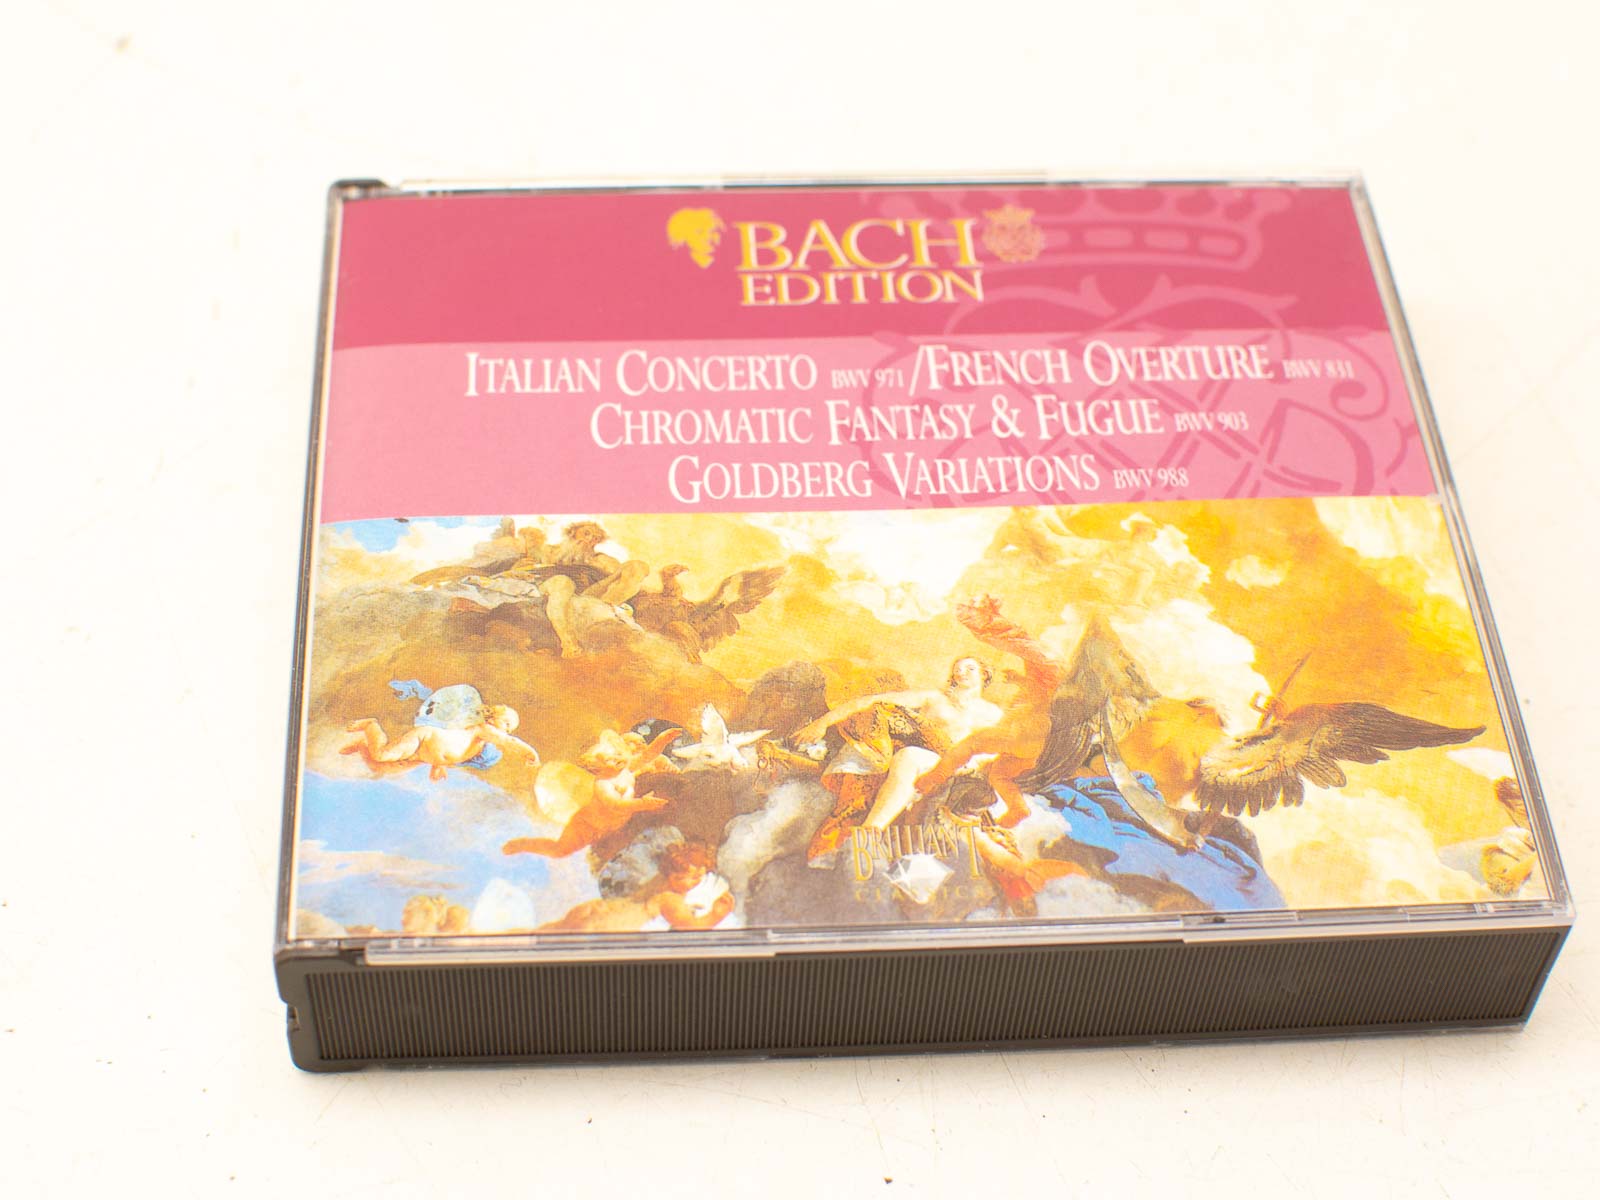 BACH
EDITION
ITALIAN CONCERTO BWV 971/FRENCH OVERTURE BWV 831
CHROMATIC FANTASY & FUGUE BWV 903
GOLDBERG VARIATIONS BWV 988
BRILLIANT
CLASSICS